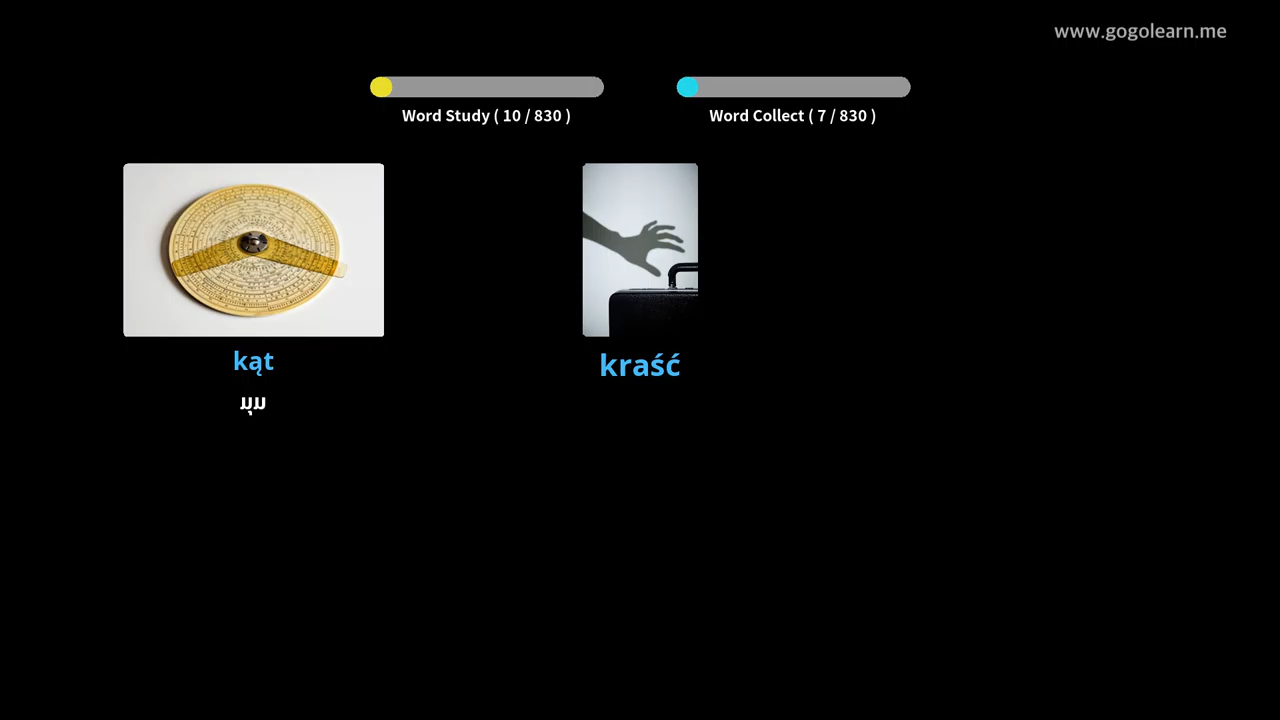 www.gogolearn.me
Word Study ( 10 / 830 )
Word Collect ( 7 / 830 )
kąt
kraść
มุม